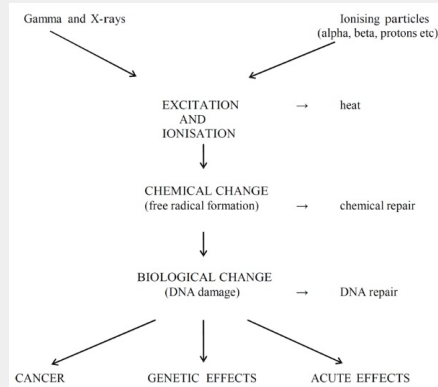 Gamma and X-rays
Ionising particles
(alpha, beta, protons etc)
EXCITATION → heat
AND
IONISATION
CHEMICAL CHANGE
(free radical formation) → chemical repair
BIOLOGICAL CHANGE
(DNA damage) → DNA repair
CANCER GENETIC EFFECTS ACUTE EFFECTS